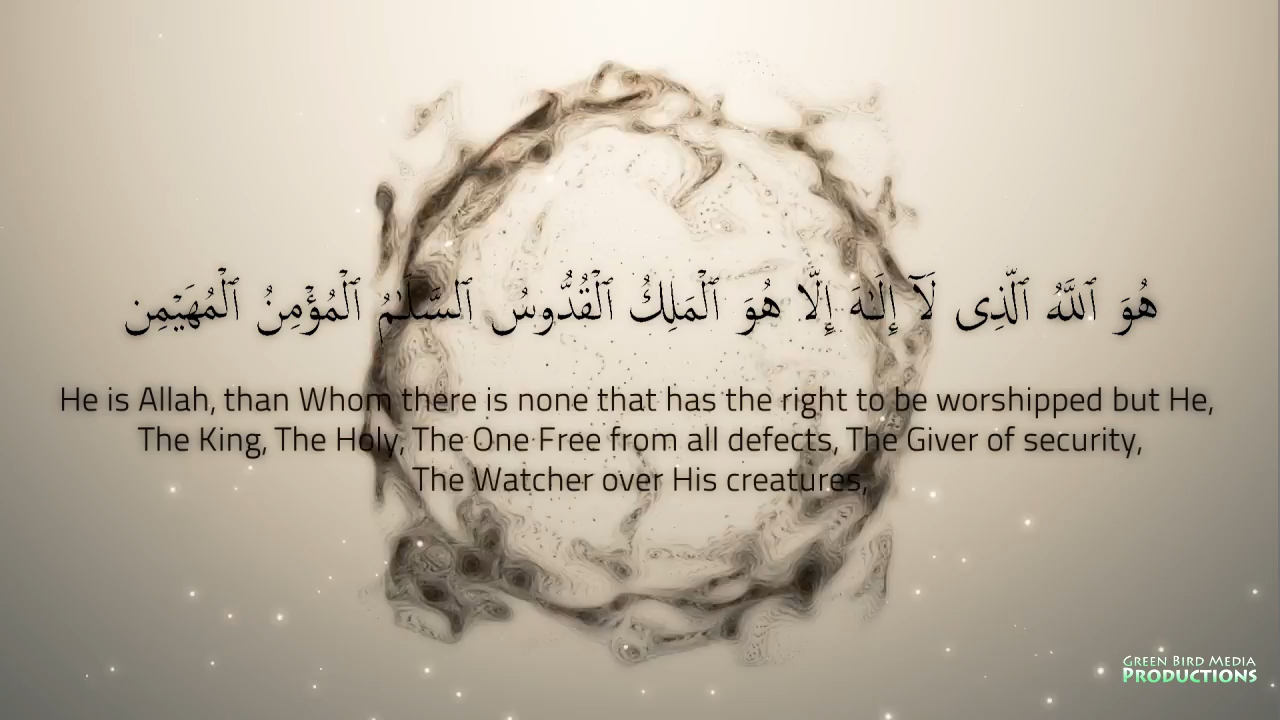 هُوَ ٱللَّهُ ٱلَّذِى لَآ إِلَـٰهَ إِلَّا هُوَ ٱلْمَلِكُ ٱلْقُدُّوسُ ٱلسَّلَـٰمُ ٱلْمُؤْمِنُ ٱلْمُهَيْمِن
He is Allah, than Whom there is none that has the right to be worshipped but He,
The King, The Holy, The One Free from all defects, The Giver of security,
The Watcher over His creatures,
GREEN BIRD MEDIA
PRODUCTIONS